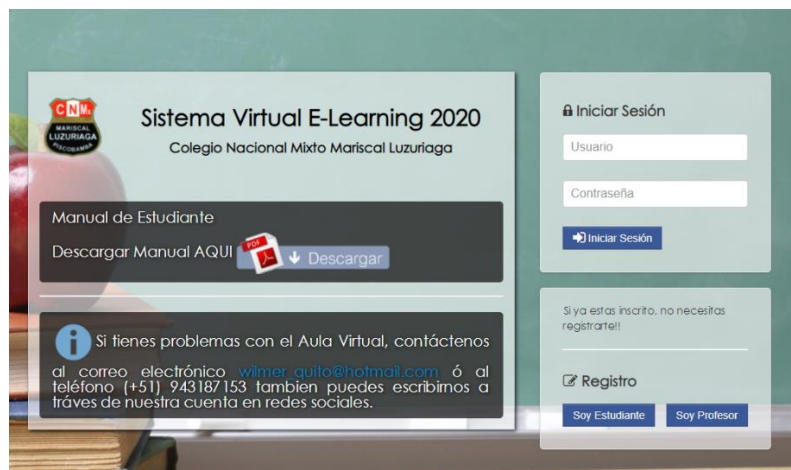 CNMx
MARISCAL
LUZURIAGA
PISCOBAMBA
Sistema Virtual E-Learning 2020
Colegio Nacional Mixto Mariscal Luzuriaga
Manual de Estudiante
Descargar Manual AQUI PDF Descargar
Si tienes problemas con el Aula Virtual, contáctenos
al correo electrónico wilmer_quito@hotmail.com ó al
teléfono (+51) 943187153 tambien puedes escribirnos a
tráves de nuestra cuenta en redes sociales.
Iniciar Sesión
Usuario
Contraseña
Iniciar Sesión
Si ya estas inscrito, no necesitas
registrarte!!
Registro
Soy Estudiante Soy Profesor